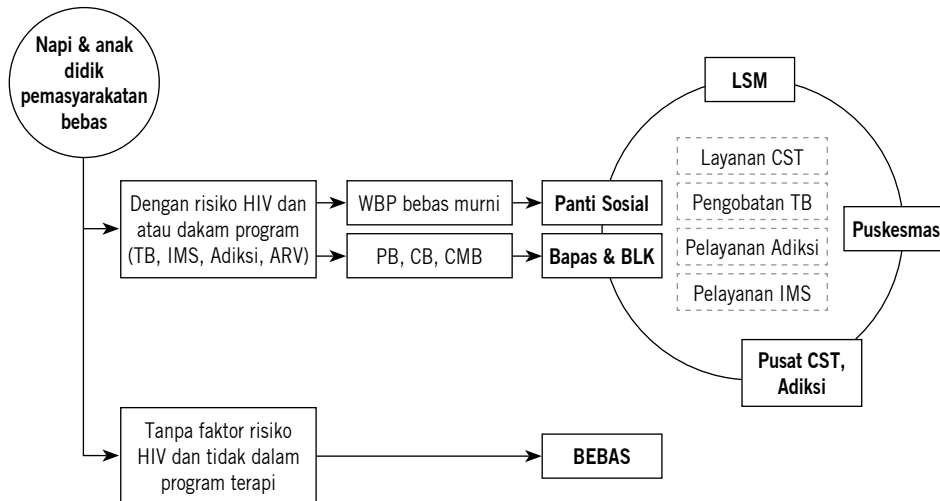 Napi & anak
didik
pemasyarakatan
bebas
LSM
Layanan CST
Pengobatan TB
Pelayanan Adiksi
Pelayanan IMS
Dengan risiko HIV dan
atau dakam program
(TB, IMS, Adiksi, ARV)
WBP bebas murni
Panti Sosial
PB, CB, CMB
Bapas & BLK
Puskesmas
Pusat CST,
Adiksi
Tanpa faktor risiko
HIV dan tidak dalam
program terapi
BEBAS